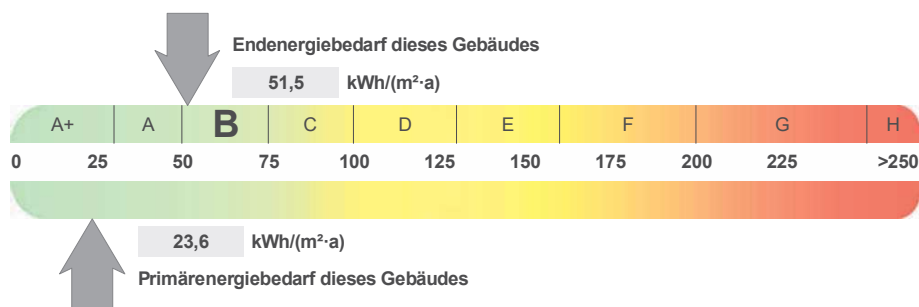 Endenergiebedarf dieses Gebäudes
51,5 kWh/(m²·a)
A+ A B C D E F G H
0 25 50 75 100 125 150 175 200 225 >250
23,6 kWh/(m²·a)
Primärenergiebedarf dieses Gebäudes